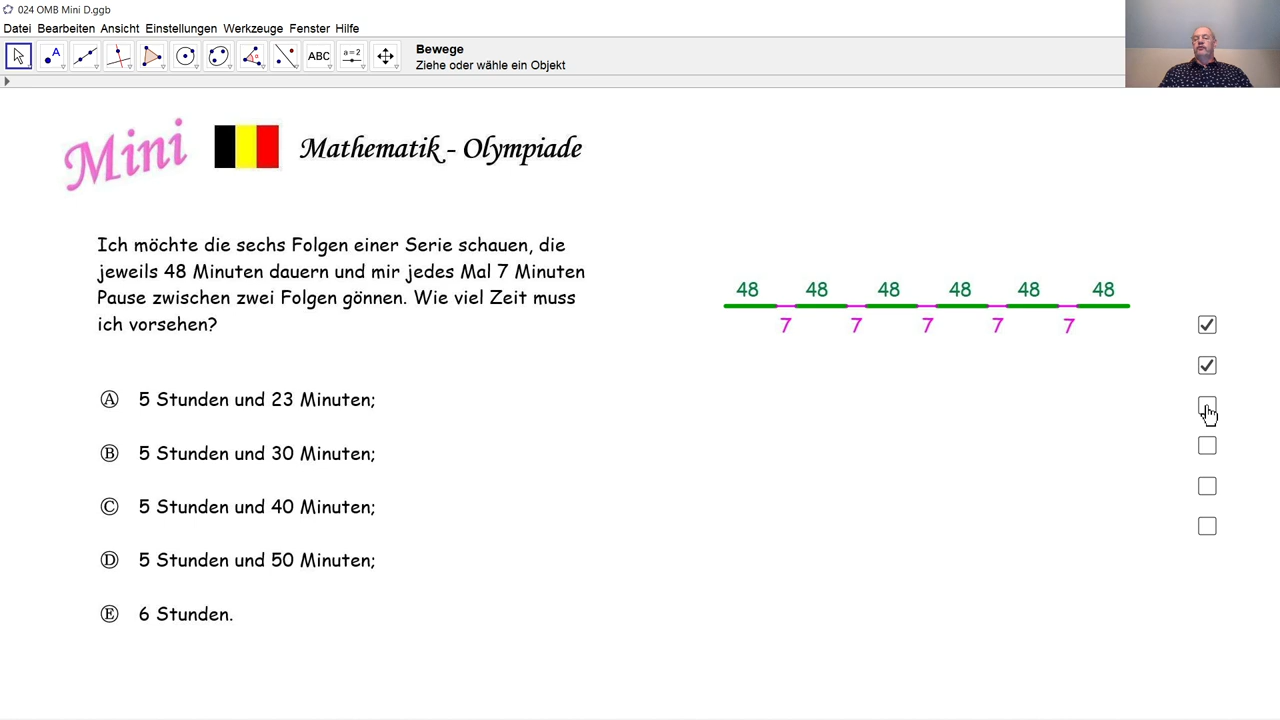 024 OMB Mini D.ggb
Datei Bearbeiten Ansicht Einstellungen Werkzeuge Fenster Hilfe
A
ABC
a=2
Bewege
Ziehe oder wähle ein Objekt
Mini
Mathematik - Olympiade
Ich möchte die sechs Folgen einer Serie schauen, die
jeweils 48 Minuten dauern und mir jedes Mal 7 Minuten
Pause zwischen zwei Folgen gönnen. Wie viel Zeit muss
ich vorsehen?
48 48 48 48 48 48
7 7 7 7 7
Ⓐ 5 Stunden und 23 Minuten;
Ⓑ 5 Stunden und 30 Minuten;
Ⓒ 5 Stunden und 40 Minuten;
Ⓓ 5 Stunden und 50 Minuten;
Ⓔ 6 Stunden.